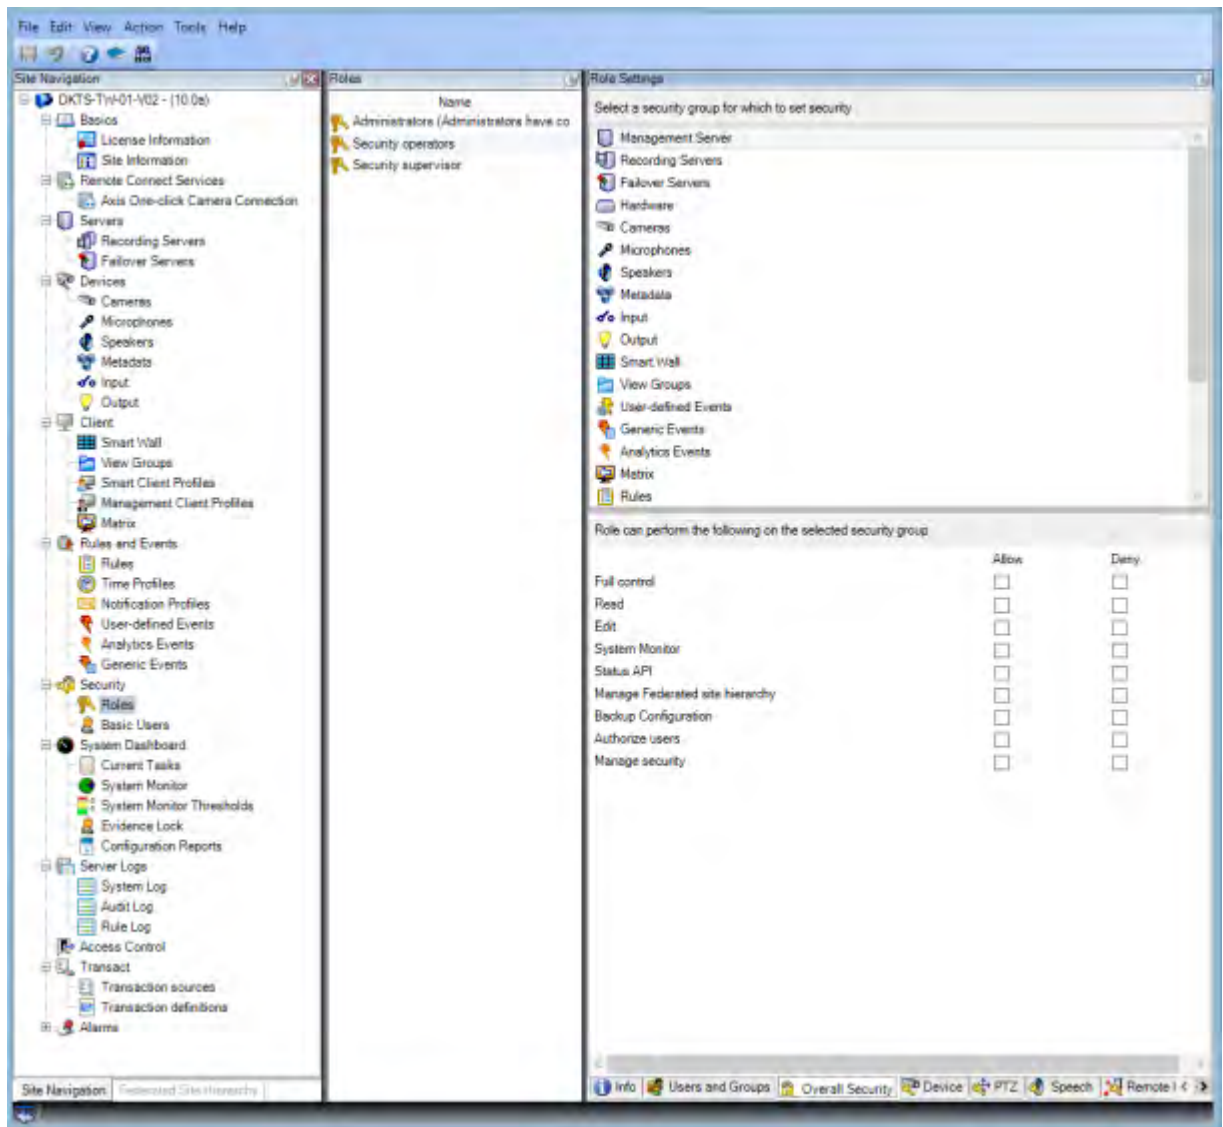 File Edit View Action Tools Help
Site Navigation
DKTS-TW-01-V02 - (10.0a)
Basics
License Information
Site Information
Remote Connect Services
Axis One-click Camera Connection
Servers
Recording Servers
Failover Servers
Devices
Cameras
Microphones
Speakers
Metadata
Input
Output
Client
Smart Wall
View Groups
Smart Client Profiles
Management Client Profiles
Matrix
Rules and Events
Rules
Time Profiles
Notification Profiles
User-defined Events
Analytics Events
Generic Events
Security
Roles
Basic Users
System Dashboard
Current Tasks
System Monitor
System Monitor Thresholds
Evidence Lock
Configuration Reports
Server Logs
System Log
Audit Log
Rule Log
Access Control
Transact
Transaction sources
Transaction definitions
Alarms
Site Navigation Federated Site Hierarchy
Roles
Name
Administrators (Administrators have co
Security operators
Security supervisor
Role Settings
Select a security group for which to set security
Management Server
Recording Servers
Failover Servers
Hardware
Cameras
Microphones
Speakers
Metadata
Input
Output
Smart Wall
View Groups
User-defined Events
Generic Events
Analytics Events
Matrix
Rules
Role can perform the following on the selected security group
Allow Deny
Full control
Read
Edit
System Monitor
Status API
Manage Federated site hierarchy
Backup Configuration
Authorize users
Manage security
Info Users and Groups Overall Security Device PTZ Speech Remote